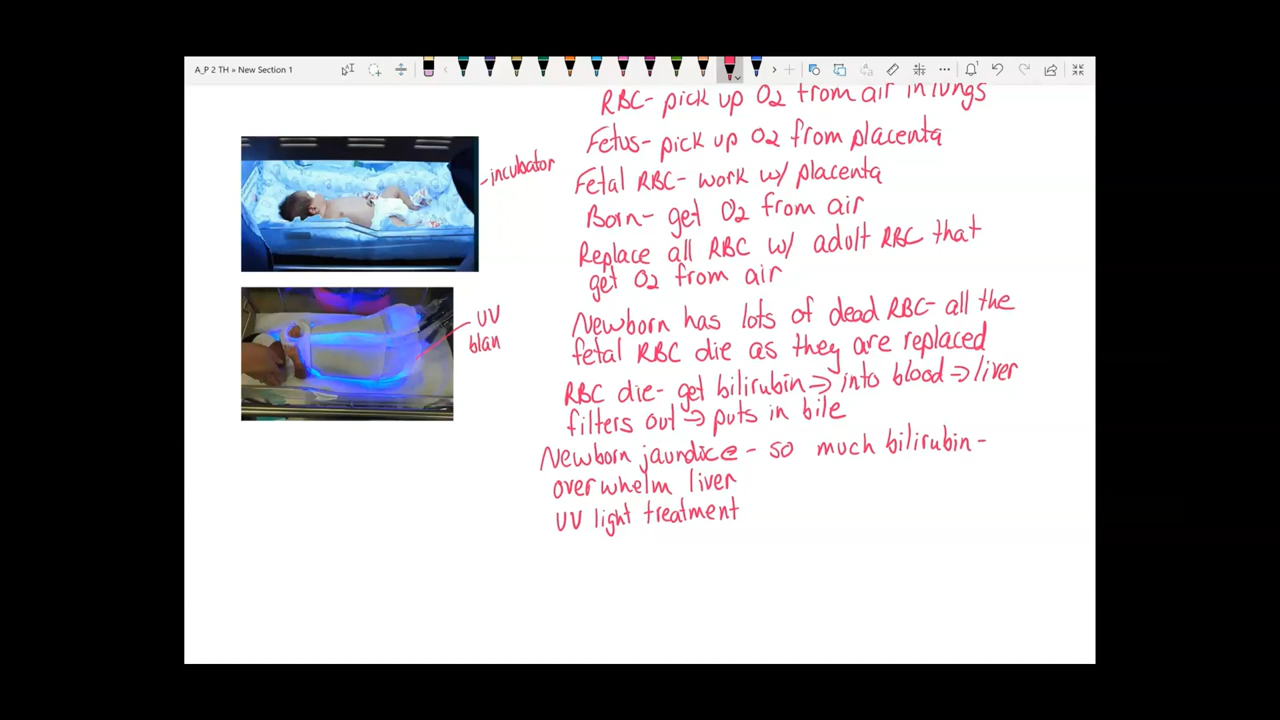 A_P 2 TH » New Section 1
RBC- pick up O2 from air in lungs
Fetus- pick up O2 from placenta
Fetal RBC- work w/ placenta
Born- get O2 from air
Replace all RBC w/ adult RBC that
get O2 from air
Newborn has lots of dead RBC- all the
fetal RBC die as they are replaced
RBC die- get bilirubin → into blood → liver
filters out → puts in bile
Newborn jaundice - so much bilirubin-
overwhelm liver
UV light treatment
-incubator
UV
blan